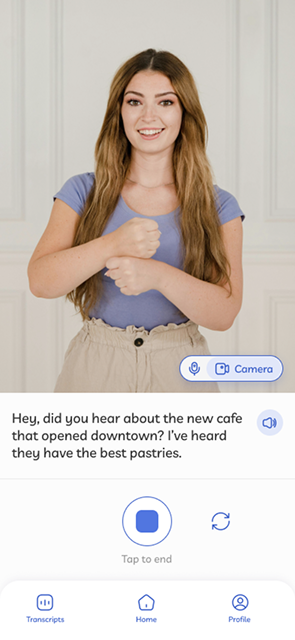 Camera
Hey, did you hear about the new cafe
that opened downtown? I've heard
they have the best pastries.
Tap to end
Transcripts
Home
Profile